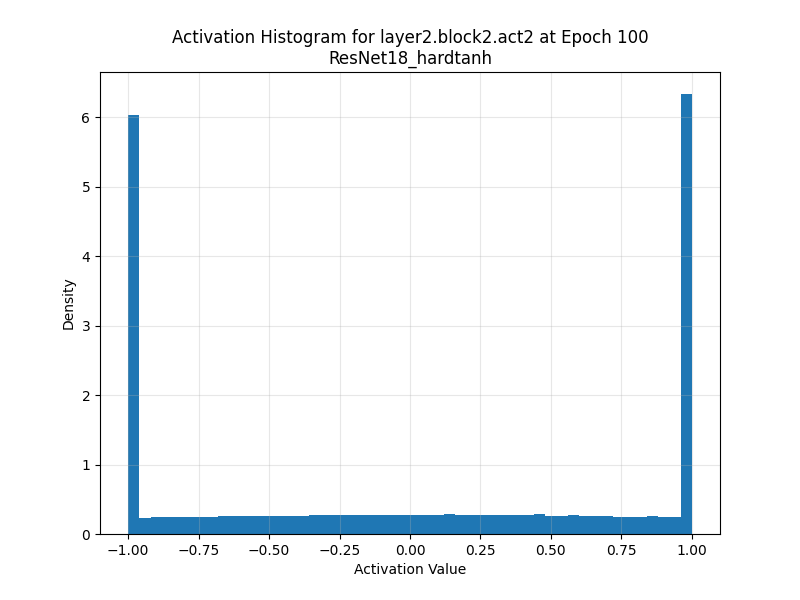 Activation Histogram for layer2.block2.act2 at Epoch 100
ResNet18_hardtanh
Density
6
5
4
3
2
1
0
−1.00 −0.75 −0.50 −0.25 0.00 0.25 0.50 0.75 1.00
Activation Value